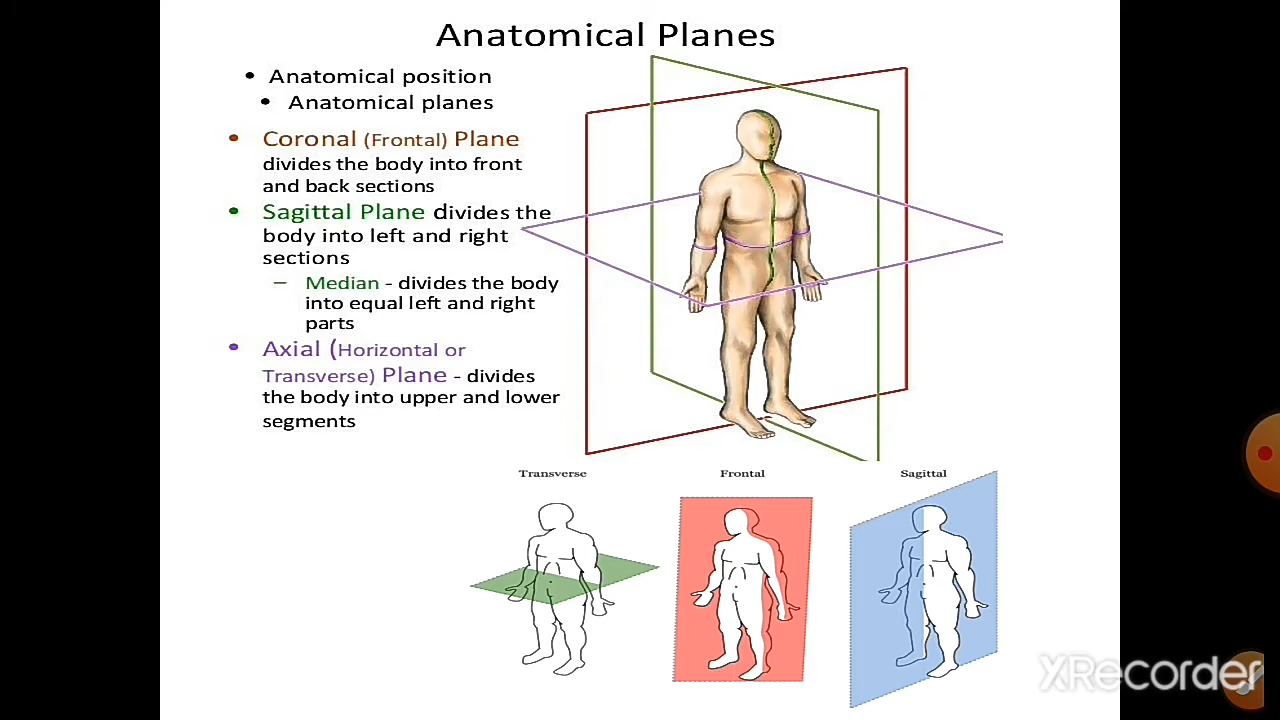 Anatomical Planes
• Anatomical position
• Anatomical planes
• Coronal (Frontal) Plane
divides the body into front
and back sections
• Sagittal Plane divides the
body into left and right
sections
– Median - divides the body
into equal left and right
parts
• Axial (Horizontal or
Transverse) Plane - divides
the body into upper and lower
segments
Transverse
Frontal
Sagittal
XRecorder